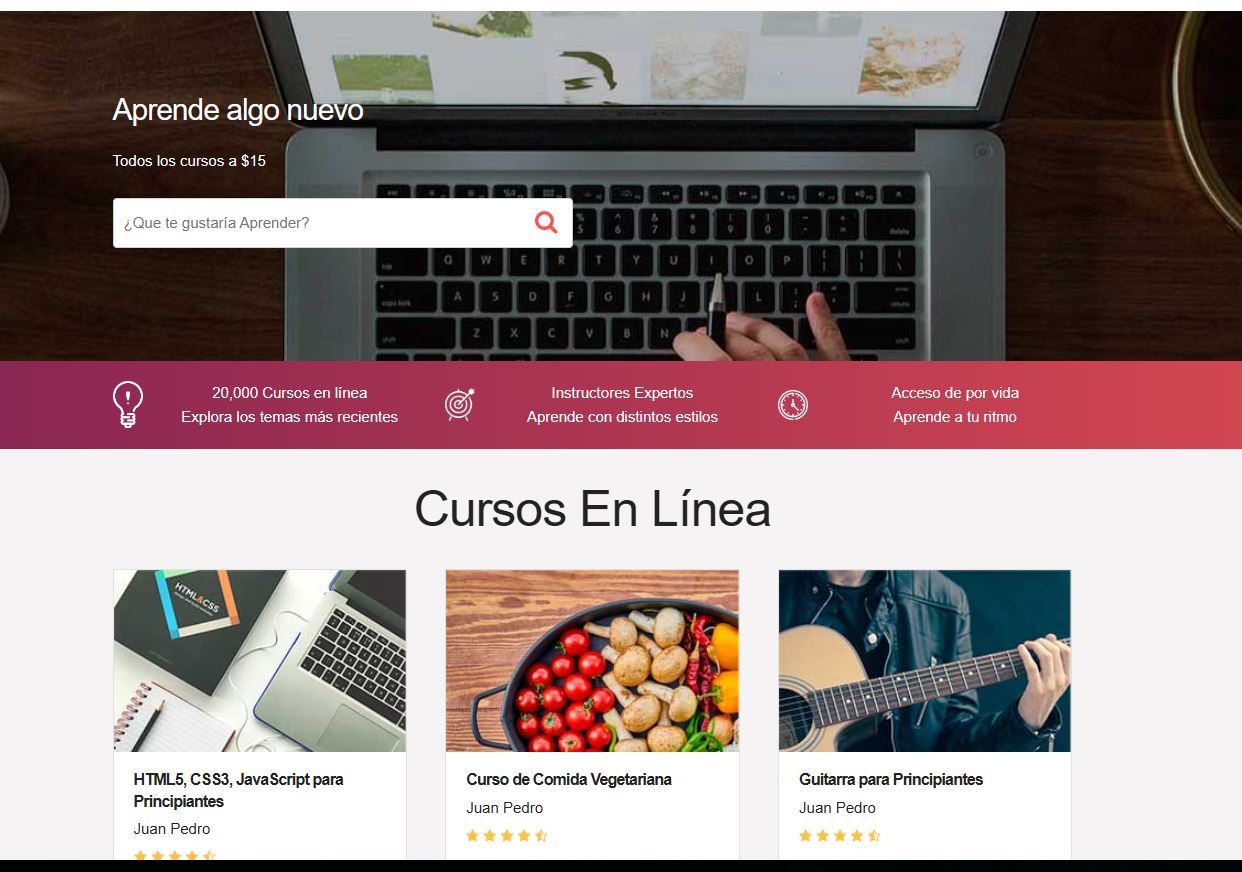 Aprende algo nuevo
Todos los cursos a $15
¿Que te gustaría Aprender?
20,000 Cursos en línea
Explora los temas más recientes
Instructores Expertos
Aprende con distintos estilos
Acceso de por vida
Aprende a tu ritmo
Cursos En Línea
HTML&CSS
HTML5, CSS3, JavaScript para
Principiantes
Juan Pedro
Curso de Comida Vegetariana
Juan Pedro
Guitarra para Principiantes
Juan Pedro